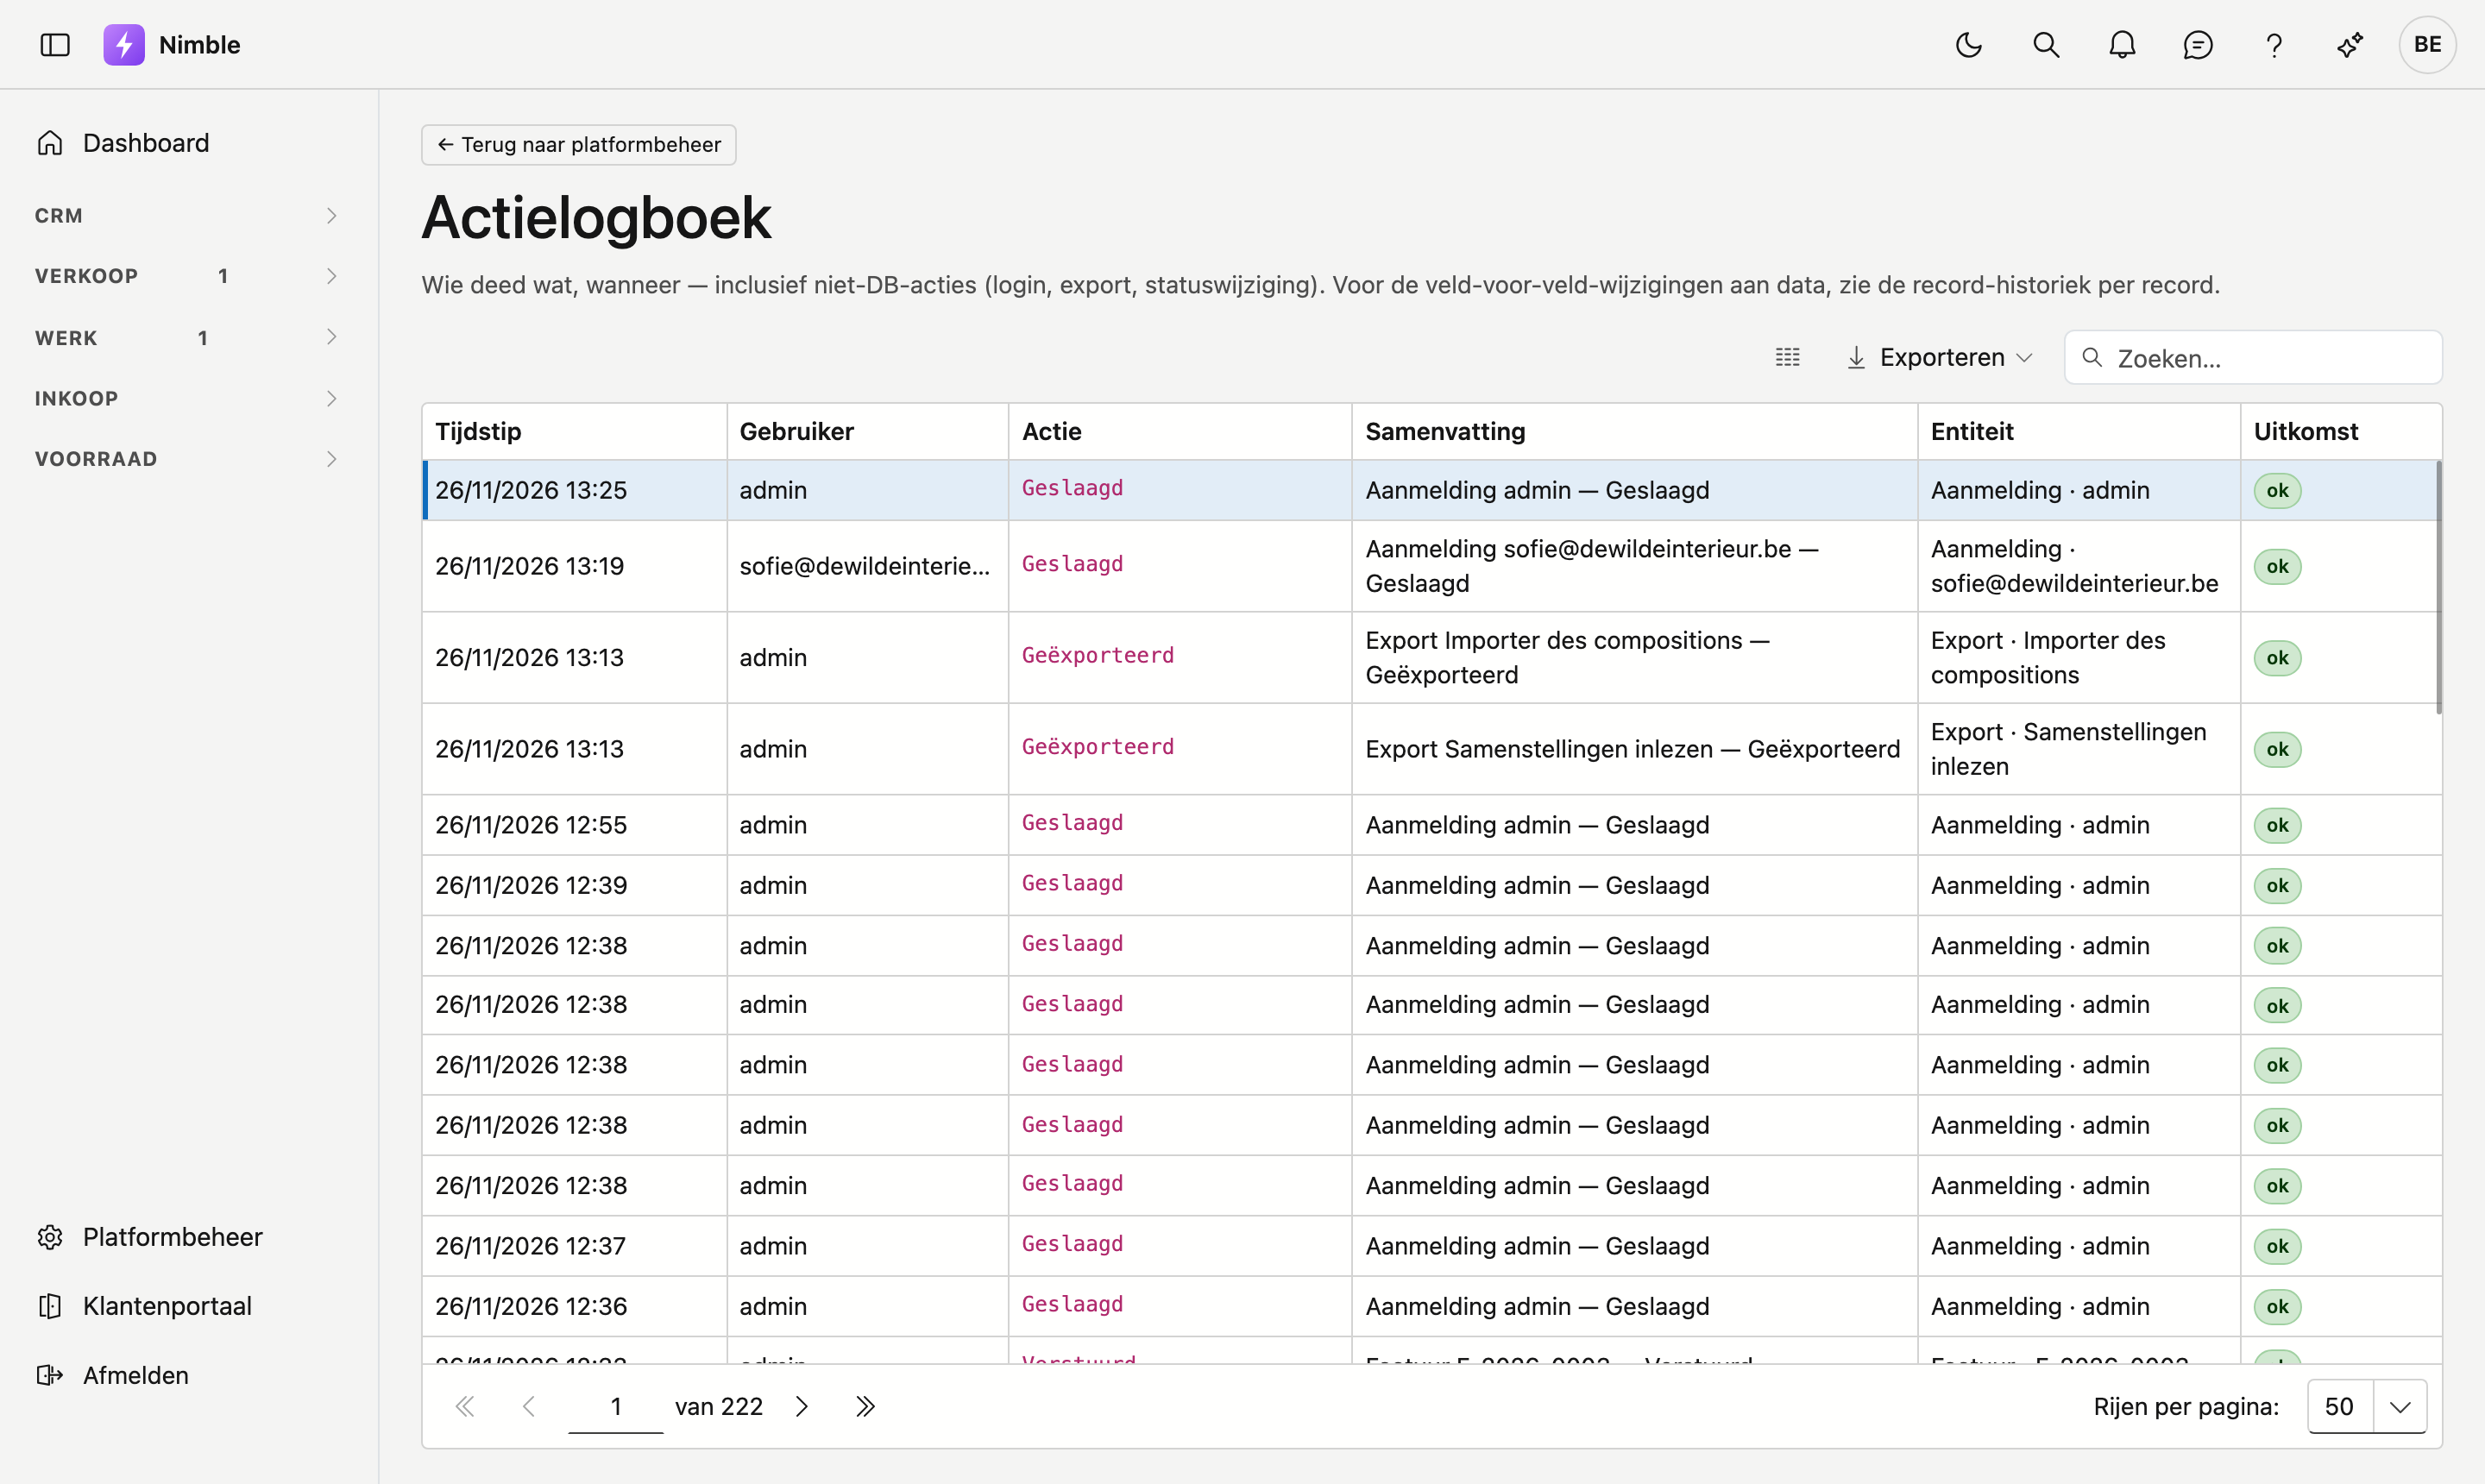 Nimble
BE
Dashboard
CRM
VERKOOP 1
WERK 1
INKOOP
VOORRAAD
Platformbeheer
Klantenportaal
Afmelden
← Terug naar platformbeheer
Actielogboek
Wie deed wat, wanneer — inclusief niet-DB-acties (login, export, statuswijziging). Voor de veld-voor-veld-wijzigingen aan data, zie de record-historiek per record.
Exporteren
Zoeken...
Tijdstip Gebruiker Actie Samenvatting Entiteit Uitkomst
26/11/2026 13:25 admin Geslaagd Aanmelding admin — Geslaagd Aanmelding · admin ok
26/11/2026 13:19 sofie@dewildeinterie... Geslaagd Aanmelding sofie@dewildeinterieur.be — Geslaagd Aanmelding · sofie@dewildeinterieur.be ok
26/11/2026 13:13 admin Geëxporteerd Export Importer des compositions — Geëxporteerd Export · Importer des compositions ok
26/11/2026 13:13 admin Geëxporteerd Export Samenstellingen inlezen — Geëxporteerd Export · Samenstellingen inlezen ok
26/11/2026 12:55 admin Geslaagd Aanmelding admin — Geslaagd Aanmelding · admin ok
26/11/2026 12:39 admin Geslaagd Aanmelding admin — Geslaagd Aanmelding · admin ok
26/11/2026 12:38 admin Geslaagd Aanmelding admin — Geslaagd Aanmelding · admin ok
26/11/2026 12:38 admin Geslaagd Aanmelding admin — Geslaagd Aanmelding · admin ok
26/11/2026 12:38 admin Geslaagd Aanmelding admin — Geslaagd Aanmelding · admin ok
26/11/2026 12:38 admin Geslaagd Aanmelding admin — Geslaagd Aanmelding · admin ok
26/11/2026 12:38 admin Geslaagd Aanmelding admin — Geslaagd Aanmelding · admin ok
26/11/2026 12:37 admin Geslaagd Aanmelding admin — Geslaagd Aanmelding · admin ok
26/11/2026 12:36 admin Geslaagd Aanmelding admin — Geslaagd Aanmelding · admin ok
1 van 222
Rijen per pagina: 50